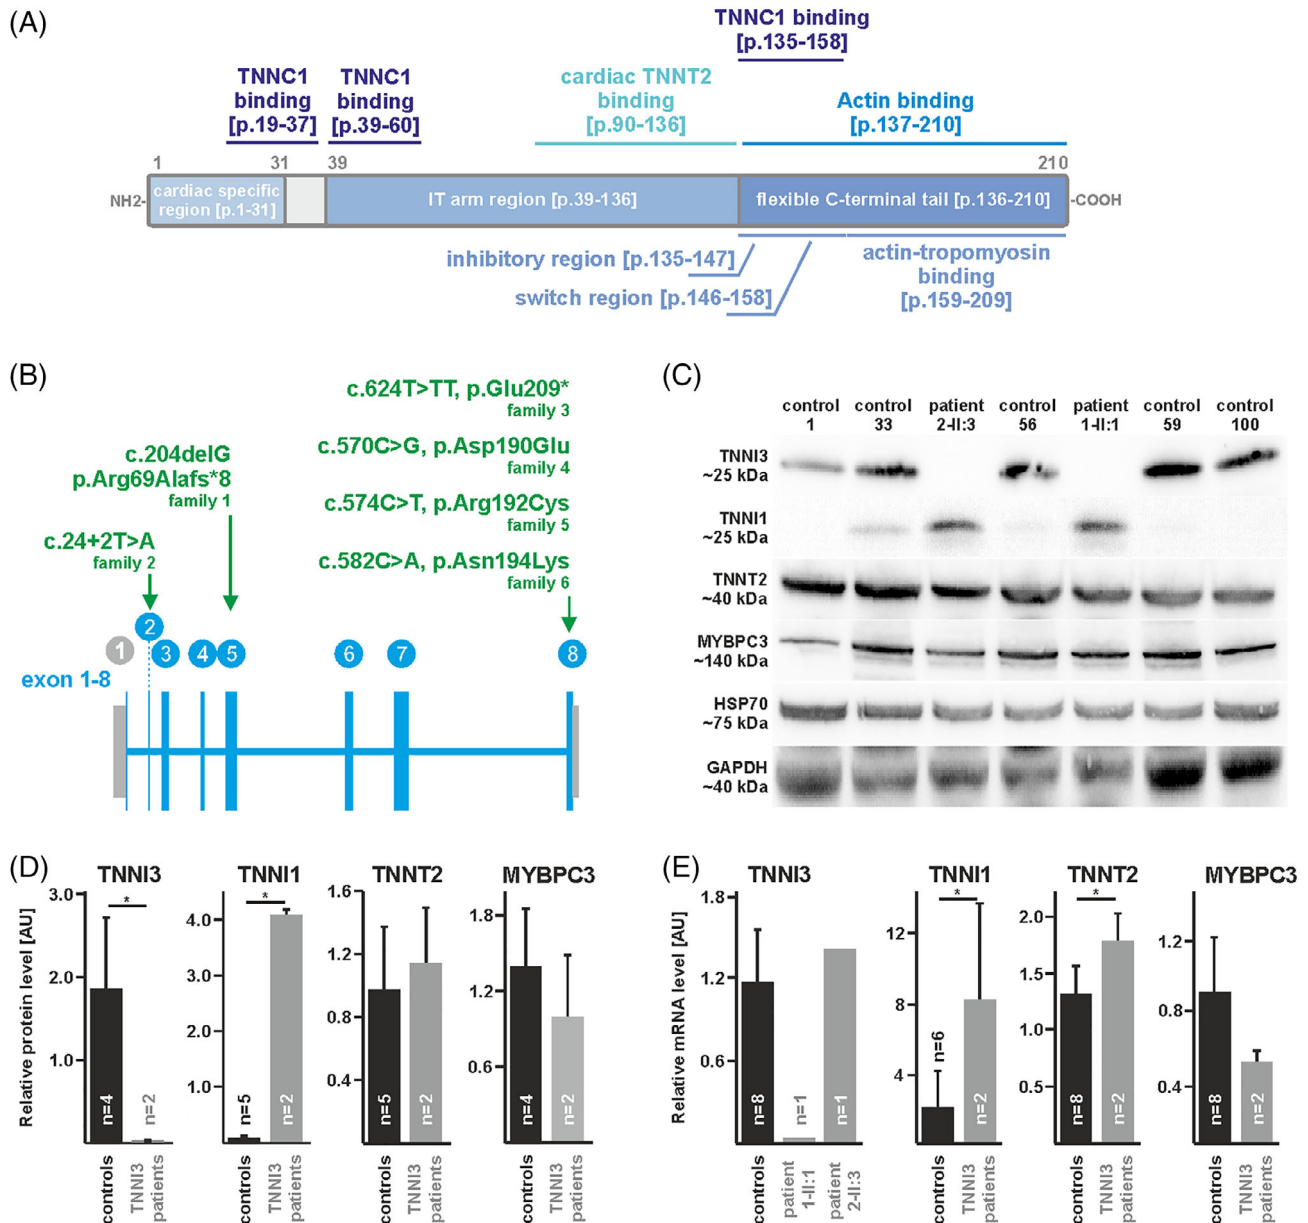 (A)
TNNC1 binding
[p.135-158]
TNNC1
binding
[p.19-37]
TNNC1
binding
[p.39-60]
cardiac TNNT2
binding
[p.90-136]
Actin binding
[p.137-210]
1
31
39
210
NH2-
cardiac specific
region [p.1-31]
IT arm region [p.39-136]
flexible C-terminal tail [p.136-210]
-COOH
inhibitory region [p.135-147]
switch region [p.146-158]
actin-tropomyosin
binding
[p.159-209]
(B)
c.624T>TT, p.Glu209*
family 3
c.570C>G, p.Asp190Glu
family 4
c.574C>T, p.Arg192Cys
family 5
c.582C>A, p.Asn194Lys
family 6
c.204delG
p.Arg69Alafs*8
family 1
c.24+2T>A
family 2
1
2
3
4
5
6
7
8
exon 1-8
(C)
control
1
control
33
patient
2-II:3
control
56
patient
1-II:1
control
59
control
100
TNNI3
~25 kDa
TNNI1
~25 kDa
TNNT2
~40 kDa
MYBPC3
~140 kDa
HSP70
~75 kDa
GAPDH
~40 kDa
(D)
Relative protein level [AU]
TNNI3
3.0
2.0
1.0
*
n=4
n=2
controls
TNNI3
patients
TNNI1
4.0
3.0
4.0
1.0
*
n=5
n=2
controls
TNNI3
patients
TNNT2
1.6
1.2
0.8
0.4
n=5
n=2
controls
TNNI3
patients
MYBPC3
1.8
1.2
0.6
n=4
n=2
controls
TNNI3
patients
(E)
Relative mRNA level [AU]
TNNI3
1.8
1.2
0.6
n=8
n=1
n=1
controls
patient
1-II:1
patient
2-II:3
TNNI1
12
8
4
*
n=6
n=2
controls
TNNI3
patients
TNNT2
2.0
1.5
1.0
0.5
*
n=8
n=2
controls
TNNI3
patients
MYBPC3
1.2
0.8
0.4
n=8
n=2
controls
TNNI3
patients